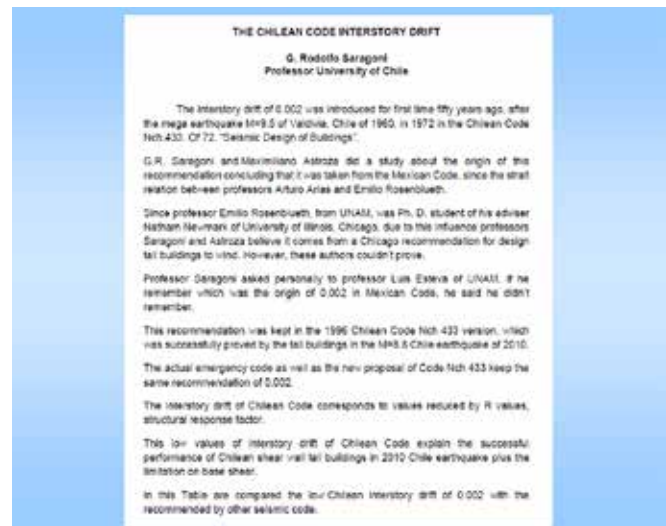 THE CHILEAN CODE INTERSTORY DRIFT
G. Rodolfo Saragoni
Professor University of Chile
The Interstory drift of 0.002 was introduced for first time fifty years ago, after
the mega earthquake M=9.5 of Valdivia, Chile of 1960, in 1972 in the Chilean Code
Nch 433. Of 72. "Seismic Design of Buildings".
G.R. Saragoni and Maximiliano Astroza did a study about the origin of this
recommendation concluding that it was taken from the Mexican Code, since the strait
relation between professors Arturo Arias and Emilio Rosenblueth.
Since professor Emilio Rosenblueth, from UNAM, was Ph. D. student of his adviser
Nathan Newmark of University of Illinois, Chicago, due to this influence professors
Saragoni and Astroza believe it comes from a Chicago recommendation for design
tall buildings to wind. However, these authors couldn't prove.
Professor Saragoni asked personally to professor Luis Esteva of UNAM, if he
remember which was the origin of 0.002 in Mexican Code, he said he didn't
remember.
This recommendation was kept in the 1996 Chilean Code Nch 433 version, which
was successfully proved by the tall buildings in the M=8.8 Chile earthquake of 2010.
The actual emergency code as well as the new proposal of Code Nch 433 keep the
same recommendation of 0.002.
The interstory drift of Chilean Code corresponds to values reduced by R values,
structural response factor.
This low values of interstory drift of Chilean Code explain the successful
performance of Chilean shear wall tall buildings in 2010 Chile earthquake plus the
limitation on base shear.
In this Table are compared the low Chilean Interstory drift of 0.002 with the
recommended by other seismic code.